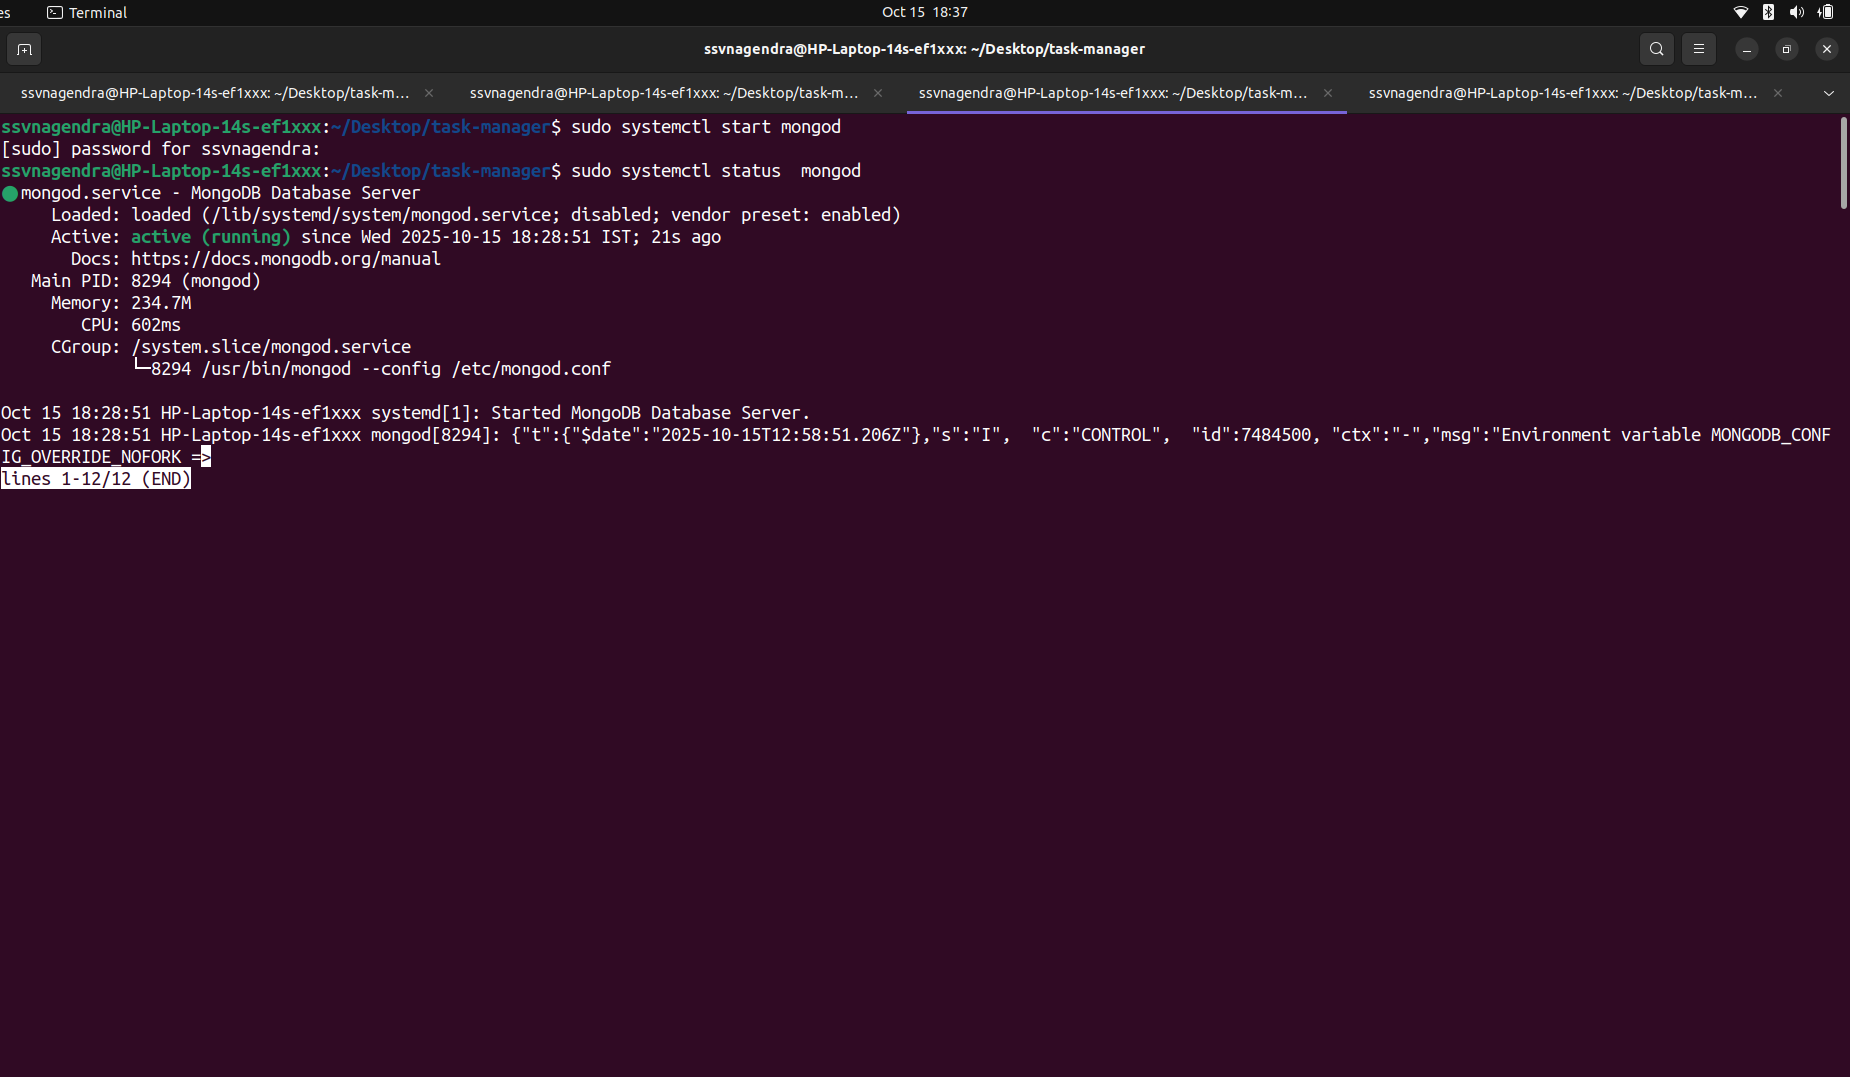 es Terminal Oct 15 18:37
ssvnagendra@HP-Laptop-14s-ef1xxx: ~/Desktop/task-manager
ssvnagendra@HP-Laptop-14s-ef1xxx: ~/Desktop/task-m... ssvnagendra@HP-Laptop-14s-ef1xxx: ~/Desktop/task-m... ssvnagendra@HP-Laptop-14s-ef1xxx: ~/Desktop/task-m... ssvnagendra@HP-Laptop-14s-ef1xxx: ~/Desktop/task-m...
ssvnagendra@HP-Laptop-14s-ef1xxx:~/Desktop/task-manager$ sudo systemctl start mongod
[sudo] password for ssvnagendra:
ssvnagendra@HP-Laptop-14s-ef1xxx:~/Desktop/task-manager$ sudo systemctl status  mongod
mongod.service - MongoDB Database Server
Loaded: loaded (/lib/systemd/system/mongod.service; disabled; vendor preset: enabled)
Active: active (running) since Wed 2025-10-15 18:28:51 IST; 21s ago
Docs: https://docs.mongodb.org/manual
Main PID: 8294 (mongod)
Memory: 234.7M
CPU: 602ms
CGroup: /system.slice/mongod.service
└─8294 /usr/bin/mongod --config /etc/mongod.conf
Oct 15 18:28:51 HP-Laptop-14s-ef1xxx systemd[1]: Started MongoDB Database Server.
Oct 15 18:28:51 HP-Laptop-14s-ef1xxx mongod[8294]: {"t":{"$date":"2025-10-15T12:58:51.206Z"},"s":"I",  "c":"CONTROL",  "id":7484500, "ctx":"-","msg":"Environment variable MONGODB_CONF
IG_OVERRIDE_NOFORK =>
lines 1-12/12 (END)